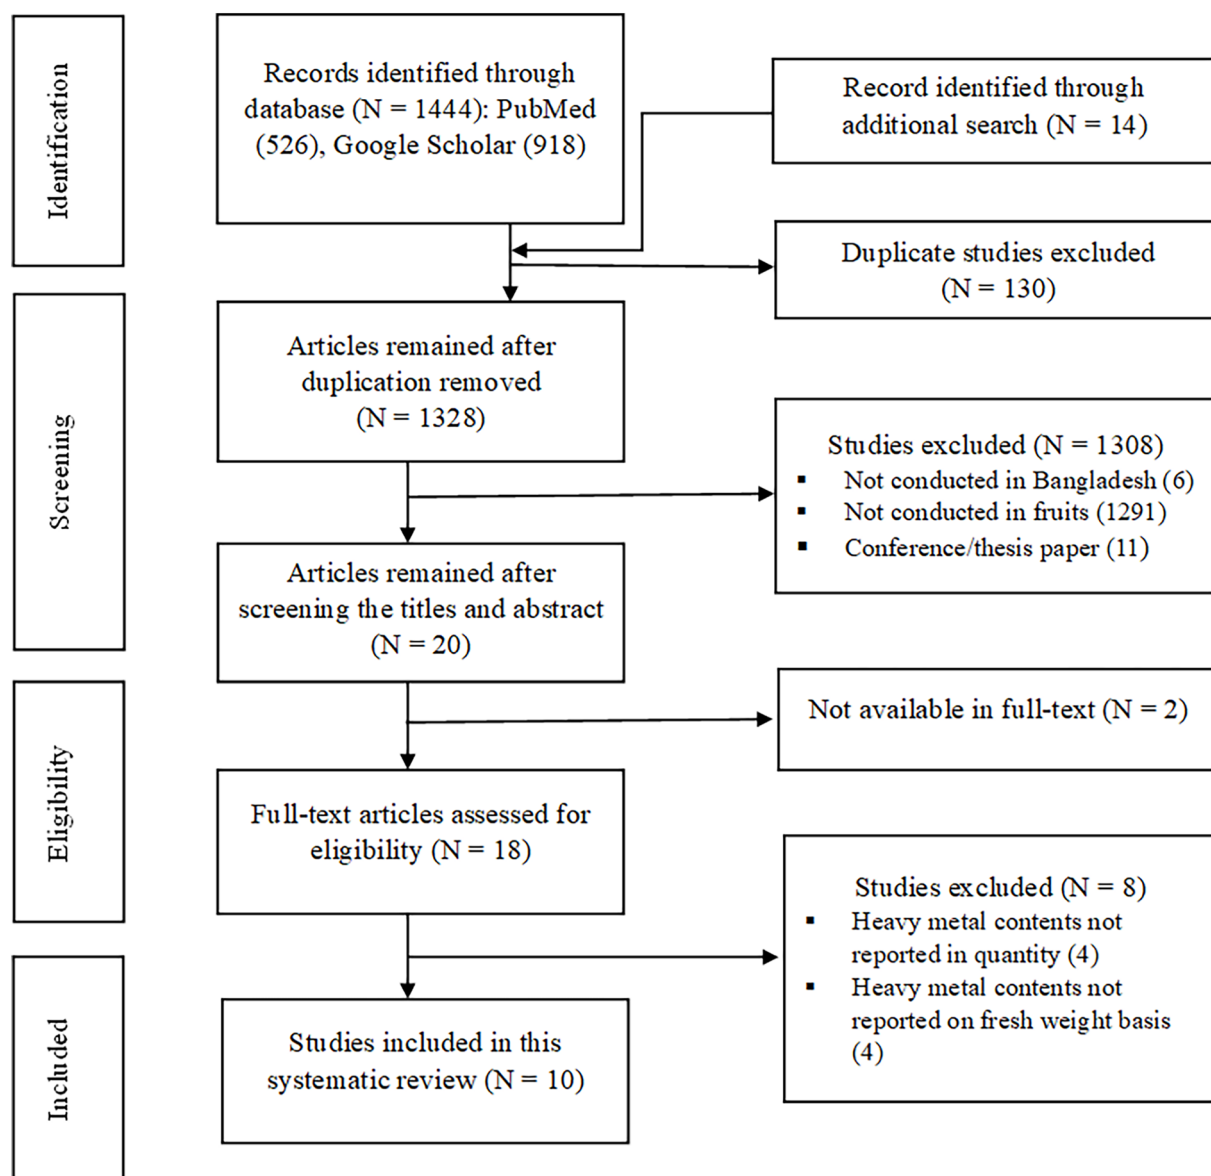 Identification
Records identified through
database (N = 1444): PubMed
(526), Google Scholar (918)
Record identified through
additional search (N = 14)
Duplicate studies excluded
(N = 130)
Screening
Articles remained after
duplication removed
(N = 1328)
Studies excluded (N = 1308)
▪ Not conducted in Bangladesh (6)
▪ Not conducted in fruits (1291)
▪ Conference/thesis paper (11)
Articles remained after
screening the titles and abstract
(N = 20)
Eligibility
Not available in full-text (N = 2)
Full-text articles assessed for
eligibility (N = 18)
Studies excluded (N = 8)
▪ Heavy metal contents not
reported in quantity (4)
▪ Heavy metal contents not
reported on fresh weight basis
(4)
Included
Studies included in this
systematic review (N = 10)